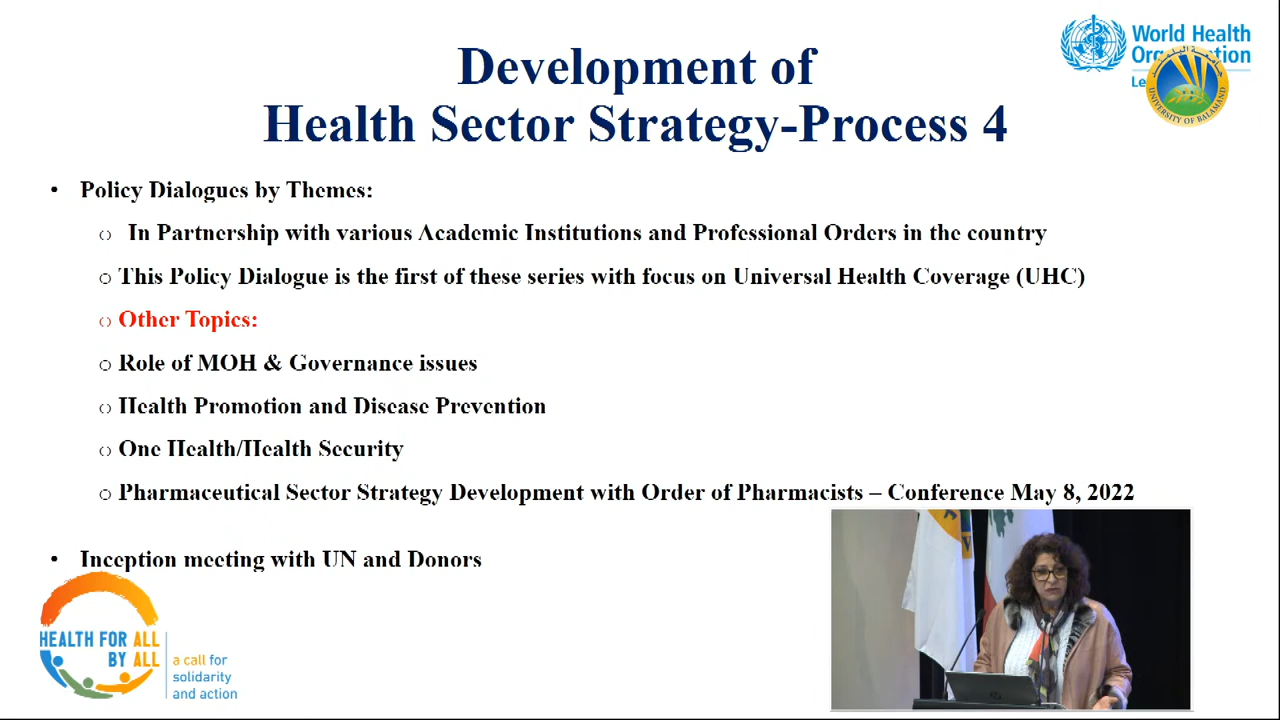 World Health
Organization
UNIVERSITY OF BALAMAND
Development of
Health Sector Strategy-Process 4
• Policy Dialogues by Themes:
o In Partnership with various Academic Institutions and Professional Orders in the country
o This Policy Dialogue is the first of these series with focus on Universal Health Coverage (UHC)
o Other Topics:
o Role of MOH & Governance issues
o Health Promotion and Disease Prevention
o One Health/Health Security
o Pharmaceutical Sector Strategy Development with Order of Pharmacists – Conference May 8, 2022
• Inception meeting with UN and Donors
HEALTH FOR ALL
BY ALL
a call for
solidarity
and action